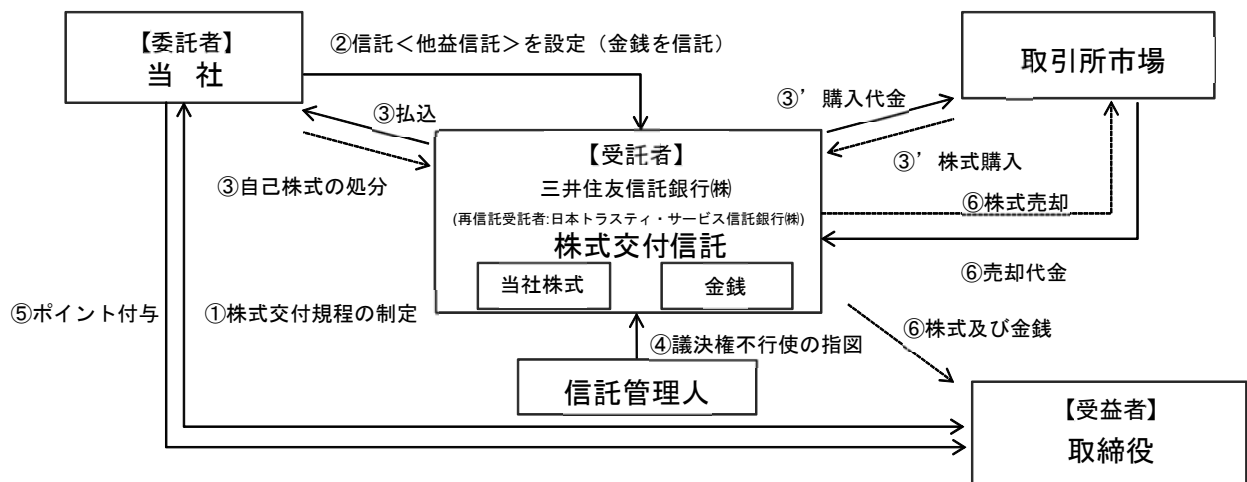 【委託者】
当 社
②信託＜他益信託＞を設定（金銭を信託）
取引所市場
③払込
③自己株式の処分
③’購入代金
③’株式購入
【受託者】
三井住友信託銀行㈱
(再信託受託者:日本トラスティ・サービス信託銀行㈱)
株式交付信託
当社株式
金銭
⑥株式売却
⑥売却代金
⑤ポイント付与
①株式交付規程の制定
④議決権不行使の指図
⑥株式及び金銭
信託管理人
【受益者】
取締役